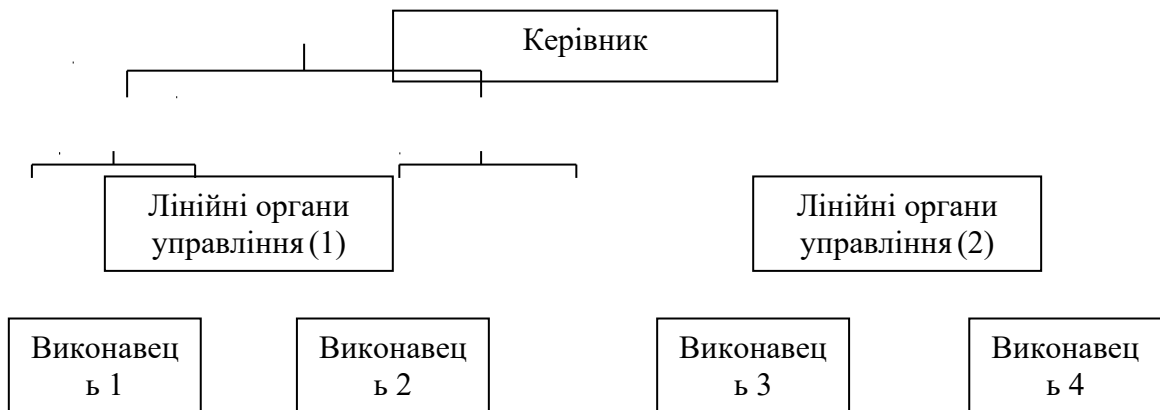 Керівник
Лінійні органи
управління (1)
Лінійні органи
управління (2)
Виконавец
ь 1
Виконавец
ь 2
Виконавец
ь 3
Виконавец
ь 4